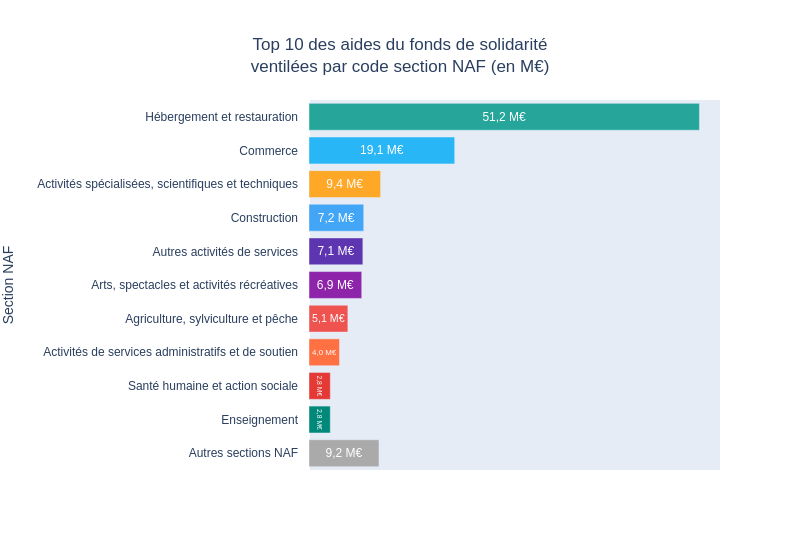 Top 10 des aides du fonds de solidarité
ventilées par code section NAF (en M€)
Section NAF
Hébergement et restauration 51,2 M€
Commerce 19,1 M€
Activités spécialisées, scientifiques et techniques 9,4 M€
Construction 7,2 M€
Autres activités de services 7,1 M€
Arts, spectacles et activités récréatives 6,9 M€
Agriculture, sylviculture et pêche 5,1 M€
Activités de services administratifs et de soutien 4,0 M€
Santé humaine et action sociale 2,8 M€
Enseignement 2,8 M€
Autres sections NAF 9,2 M€